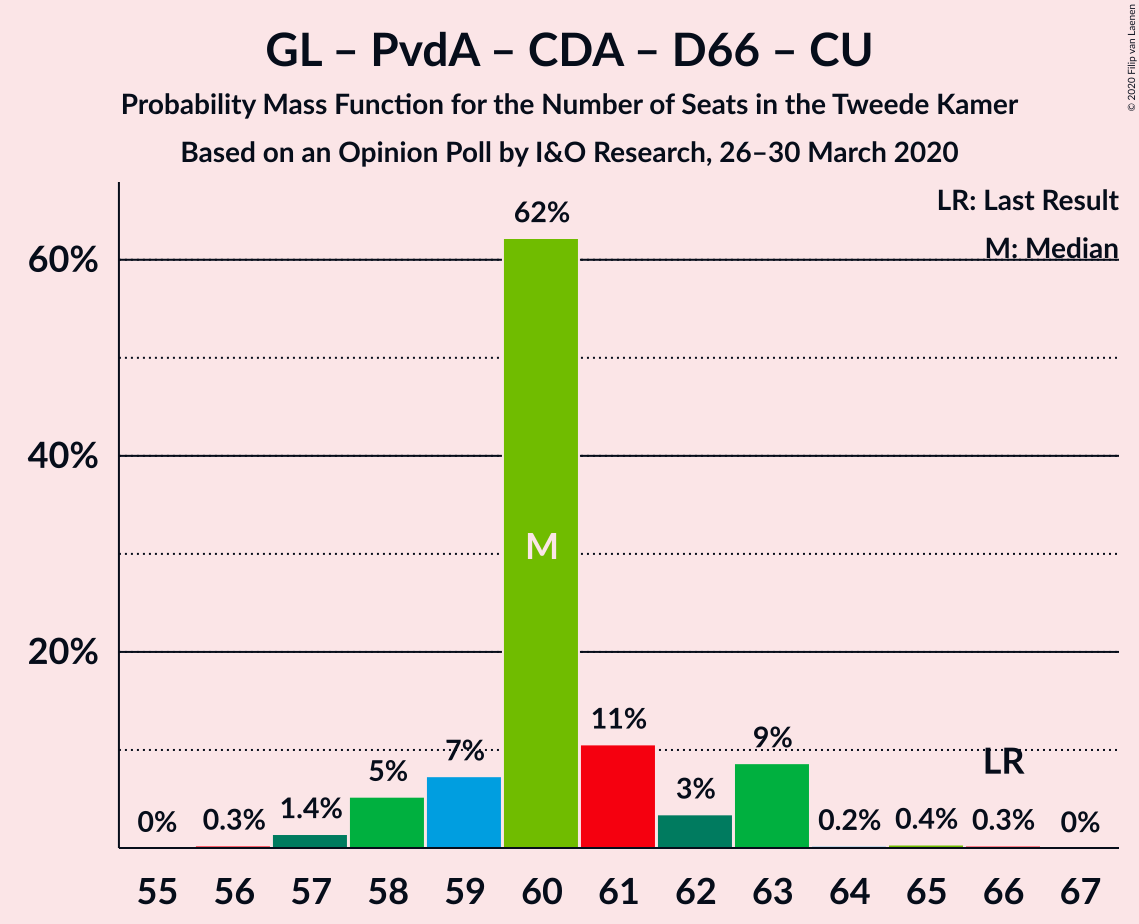 GL – PvdA – CDA – D66 – CU
Probability Mass Function for the Number of Seats in the Tweede Kamer
Based on an Opinion Poll by I&O Research, 26–30 March 2020
© 2020 Filip van Laenen
LR: Last Result
M: Median
60%
40%
20%
0%
0.3%
1.4%
5%
7%
62%
M
11%
3%
9%
0.2%
0.4%
LR
0.3%
0%
55 56 57 58 59 60 61 62 63 64 65 66 67